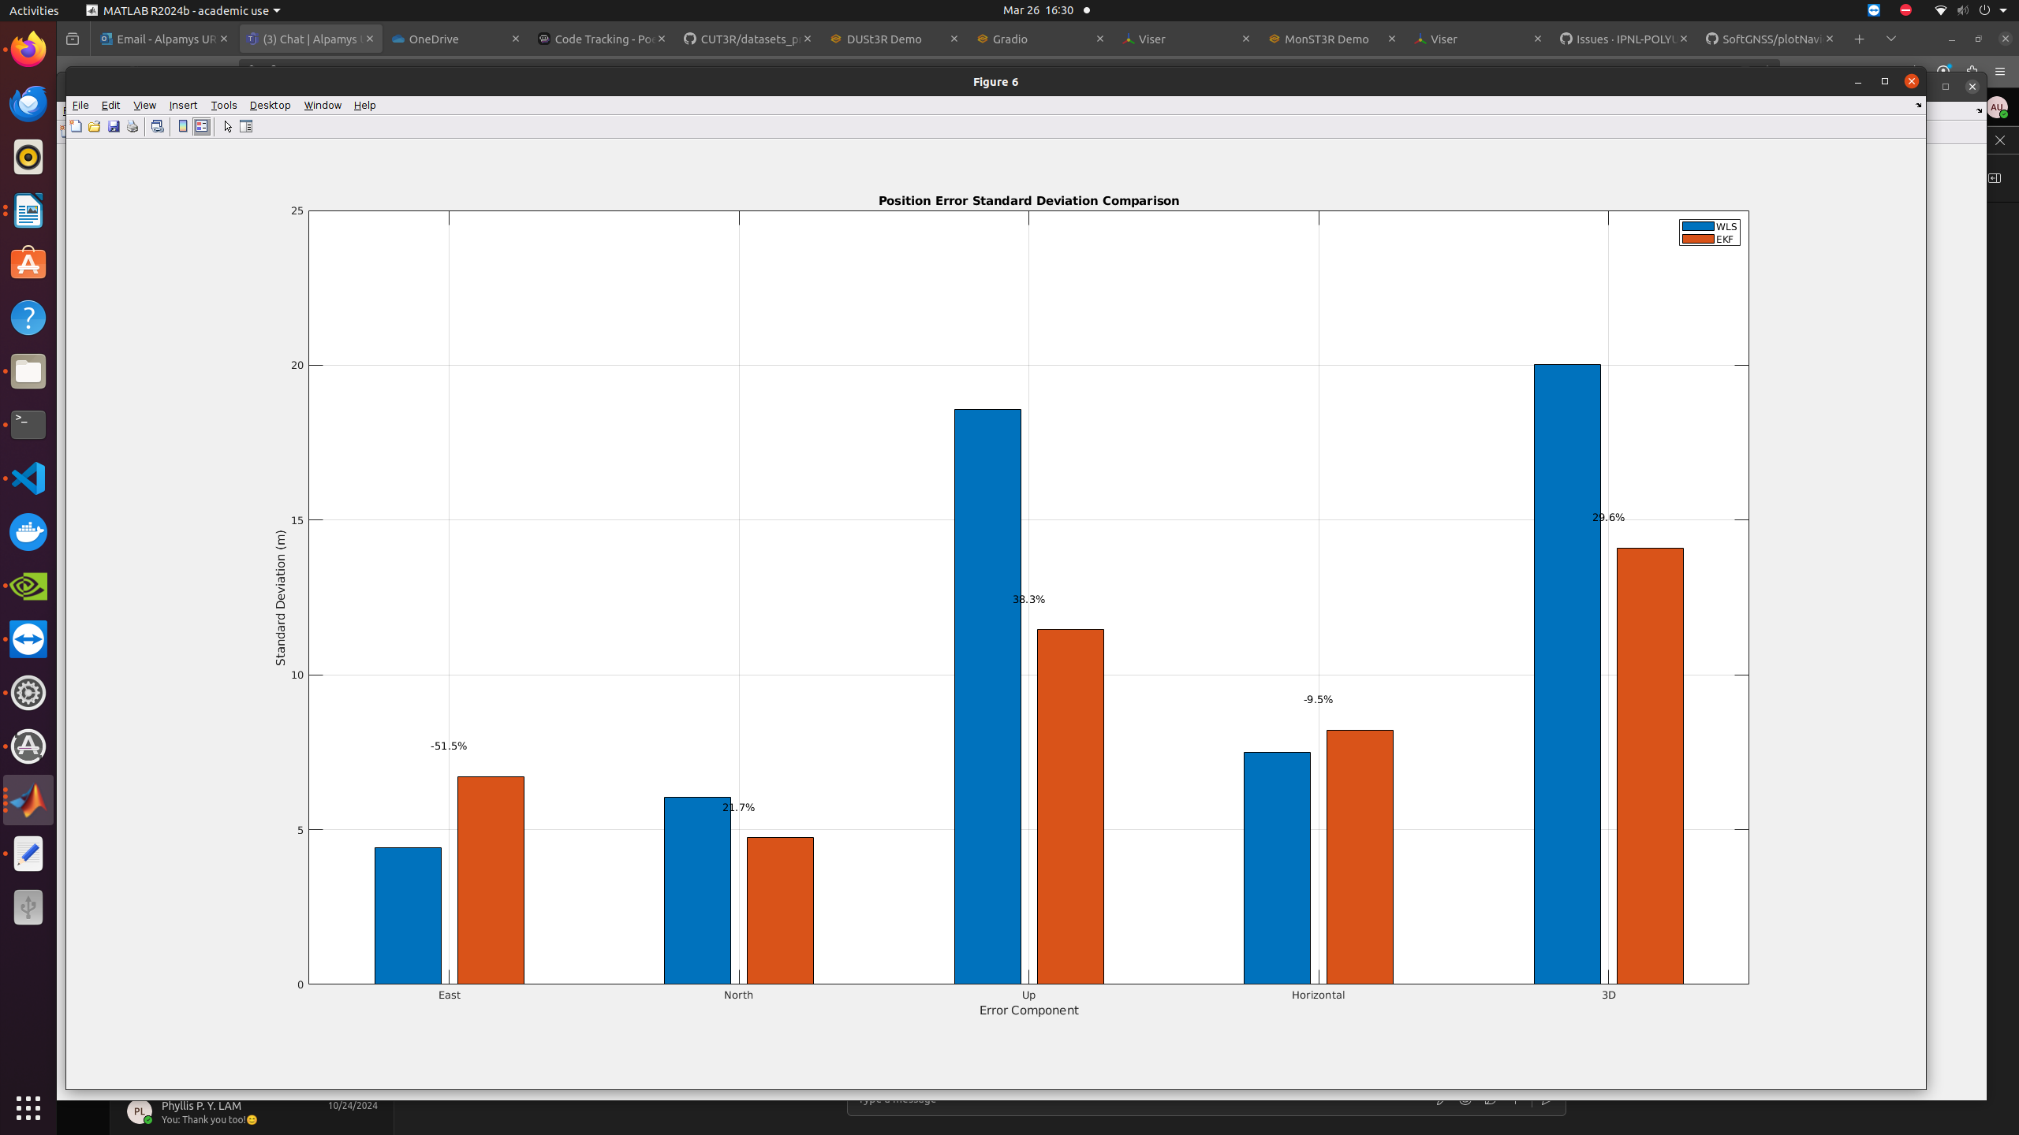 Activities
MATLAB R2024b - academic use
Mar 26 16:30
Email - Alpamys UR
(3) Chat | Alpamys
OneDrive
Code Tracking - Po
CUT3R/datasets_p
DUSt3R Demo
Gradio
Viser
MonST3R Demo
Viser
Issues · IPNL-POLYU
SoftGNSS/plotNavi
Figure 6
File Edit View Insert Tools Desktop Window Help
AU
Position Error Standard Deviation Comparison
WLS
EKF
25
20
15
10
5
0
Standard Deviation (m)
-51.5%
21.7%
38.3%
-9.5%
29.6%
East
North
Up
Horizontal
3D
Error Component
PL
Phyllis P. Y. LAM
10/24/2024
You: Thank you too!😊
Type a message